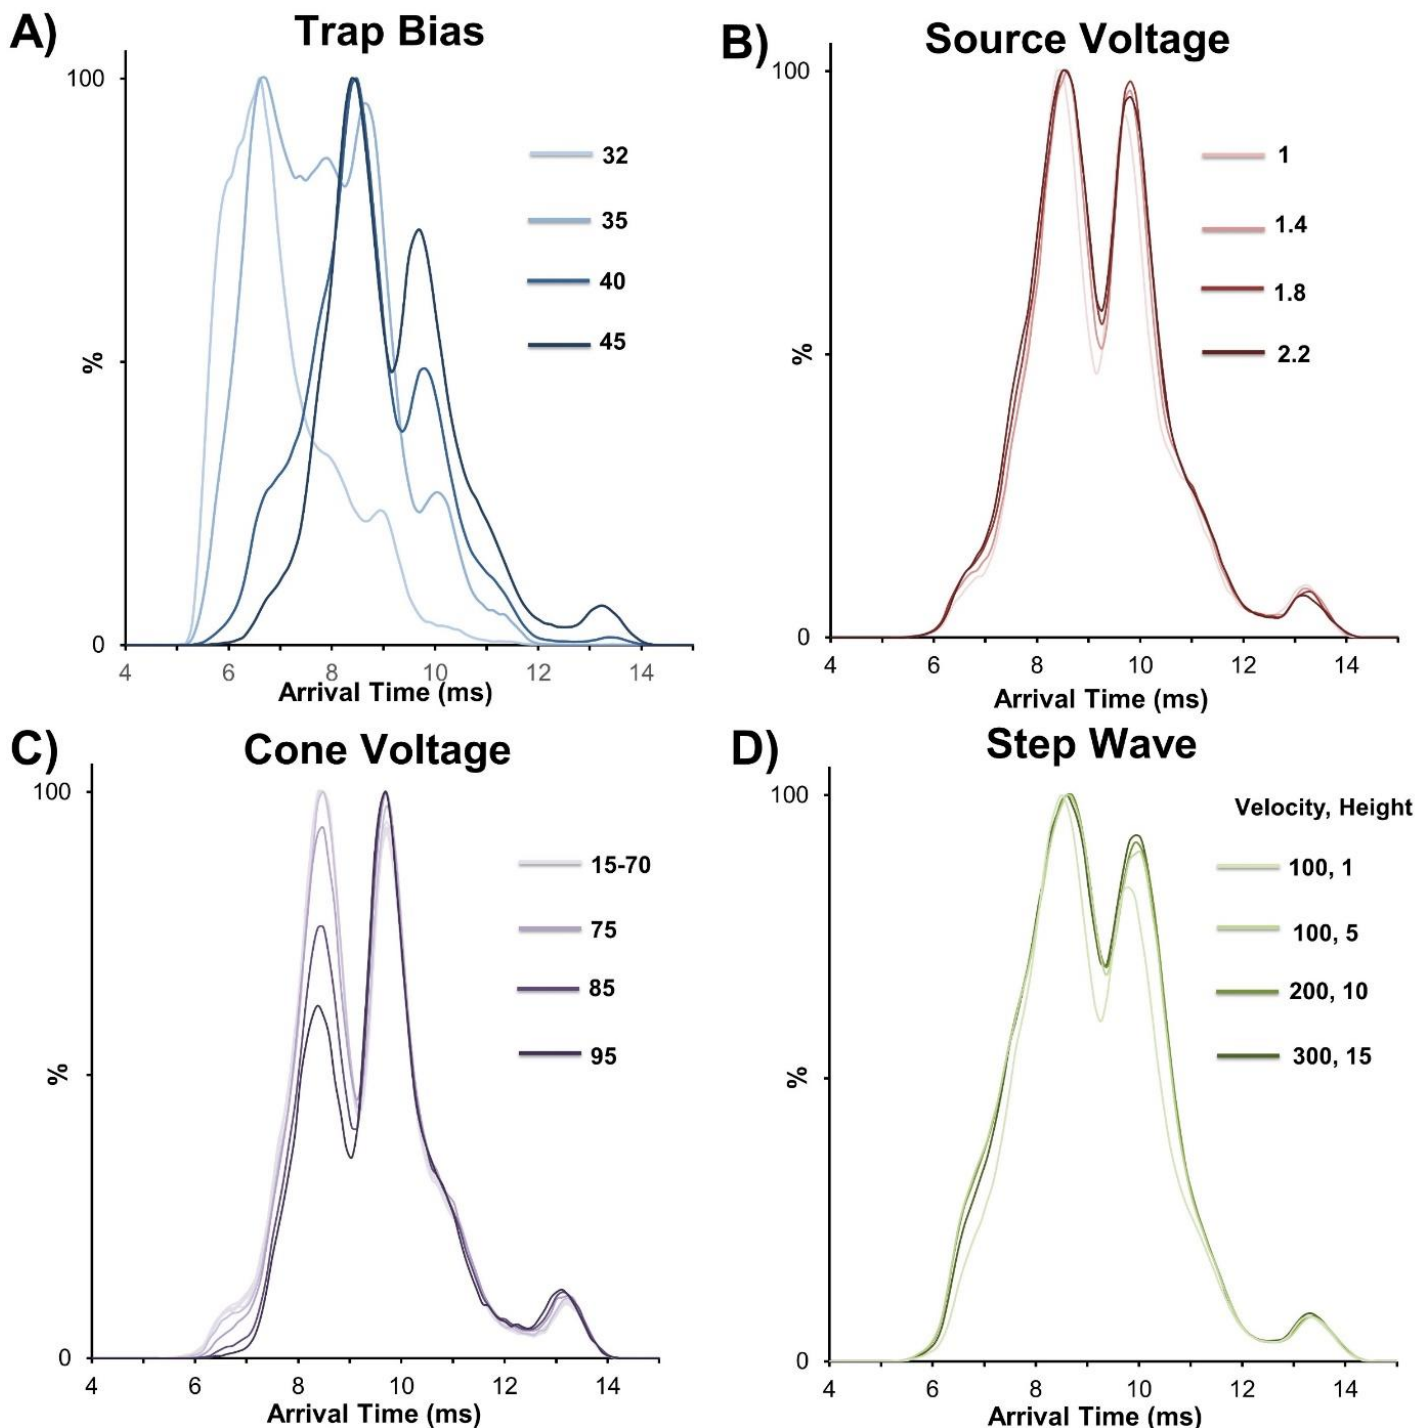 A)
Trap Bias
100
%
0
32
35
40
45
4 6 8 10 12 14
Arrival Time (ms)
B)
Source Voltage
100
%
0
1
1.4
1.8
2.2
4 6 8 10 12 14
Arrival Time (ms)
C)
Cone Voltage
100
%
0
15-70
75
85
95
4 6 8 10 12 14
Arrival Time (ms)
D)
Step Wave
100
%
0
Velocity, Height
100, 1
100, 5
200, 10
300, 15
4 6 8 10 12 14
Arrival Time (ms)